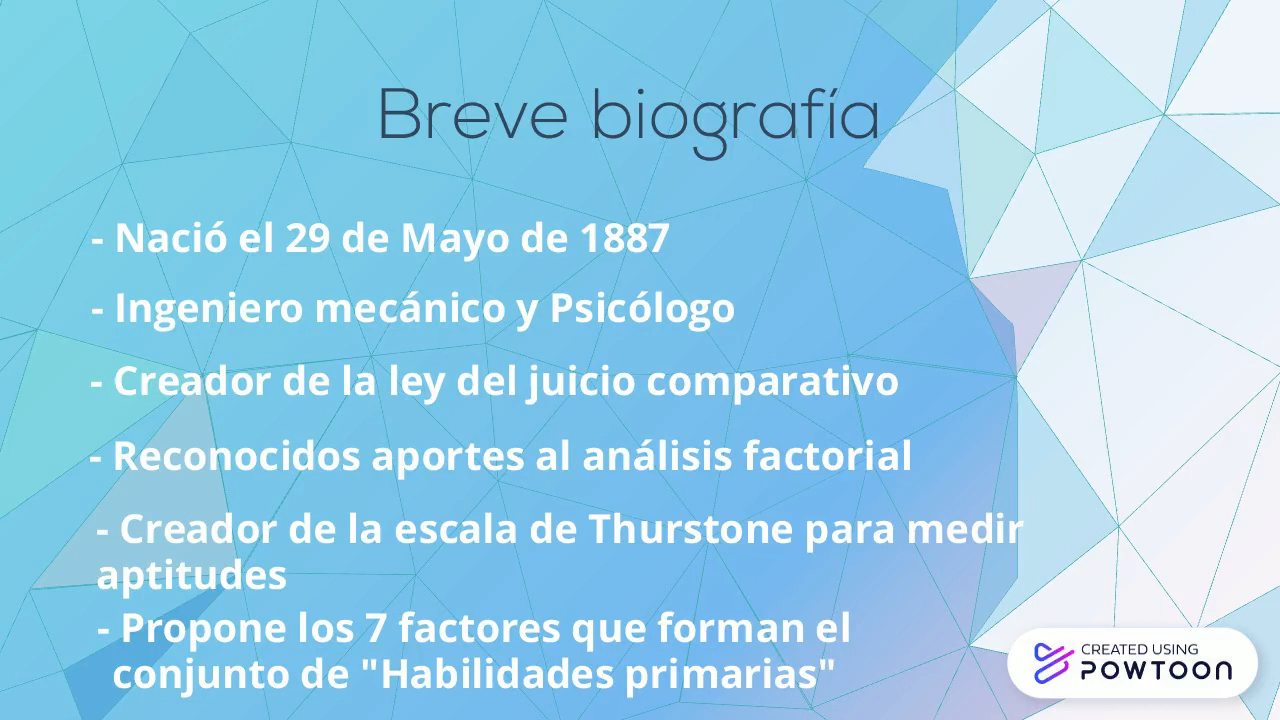 Breve biografía
- Nació el 29 de Mayo de 1887
- Ingeniero mecánico y Psicólogo
- Creador de la ley del juicio comparativo
- Reconocidos aportes al análisis factorial
- Creador de la escala de Thurstone para medir
aptitudes
- Propone los 7 factores que forman el
conjunto de "Habilidades primarias"
CREATED USING
POWTOON